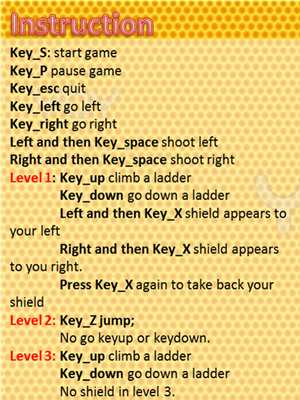 Instruction
Key_S: start game
Key_P pause game
Key_esc quit
Key_left go left
Key_right go right
Left and then Key_space shoot left
Right and then Key_space shoot right
Level 1: Key_up climb a ladder
Key_down go down a ladder
Left and then Key_X shield appears to
your left
Right and then Key_X shield appears
to you right.
Press Key_X again to take back your
shield
Level 2: Key_Z jump;
No go keyup or keydown.
Level 3: Key_up climb a ladder
Key_down go down a ladder
No shield in level 3.